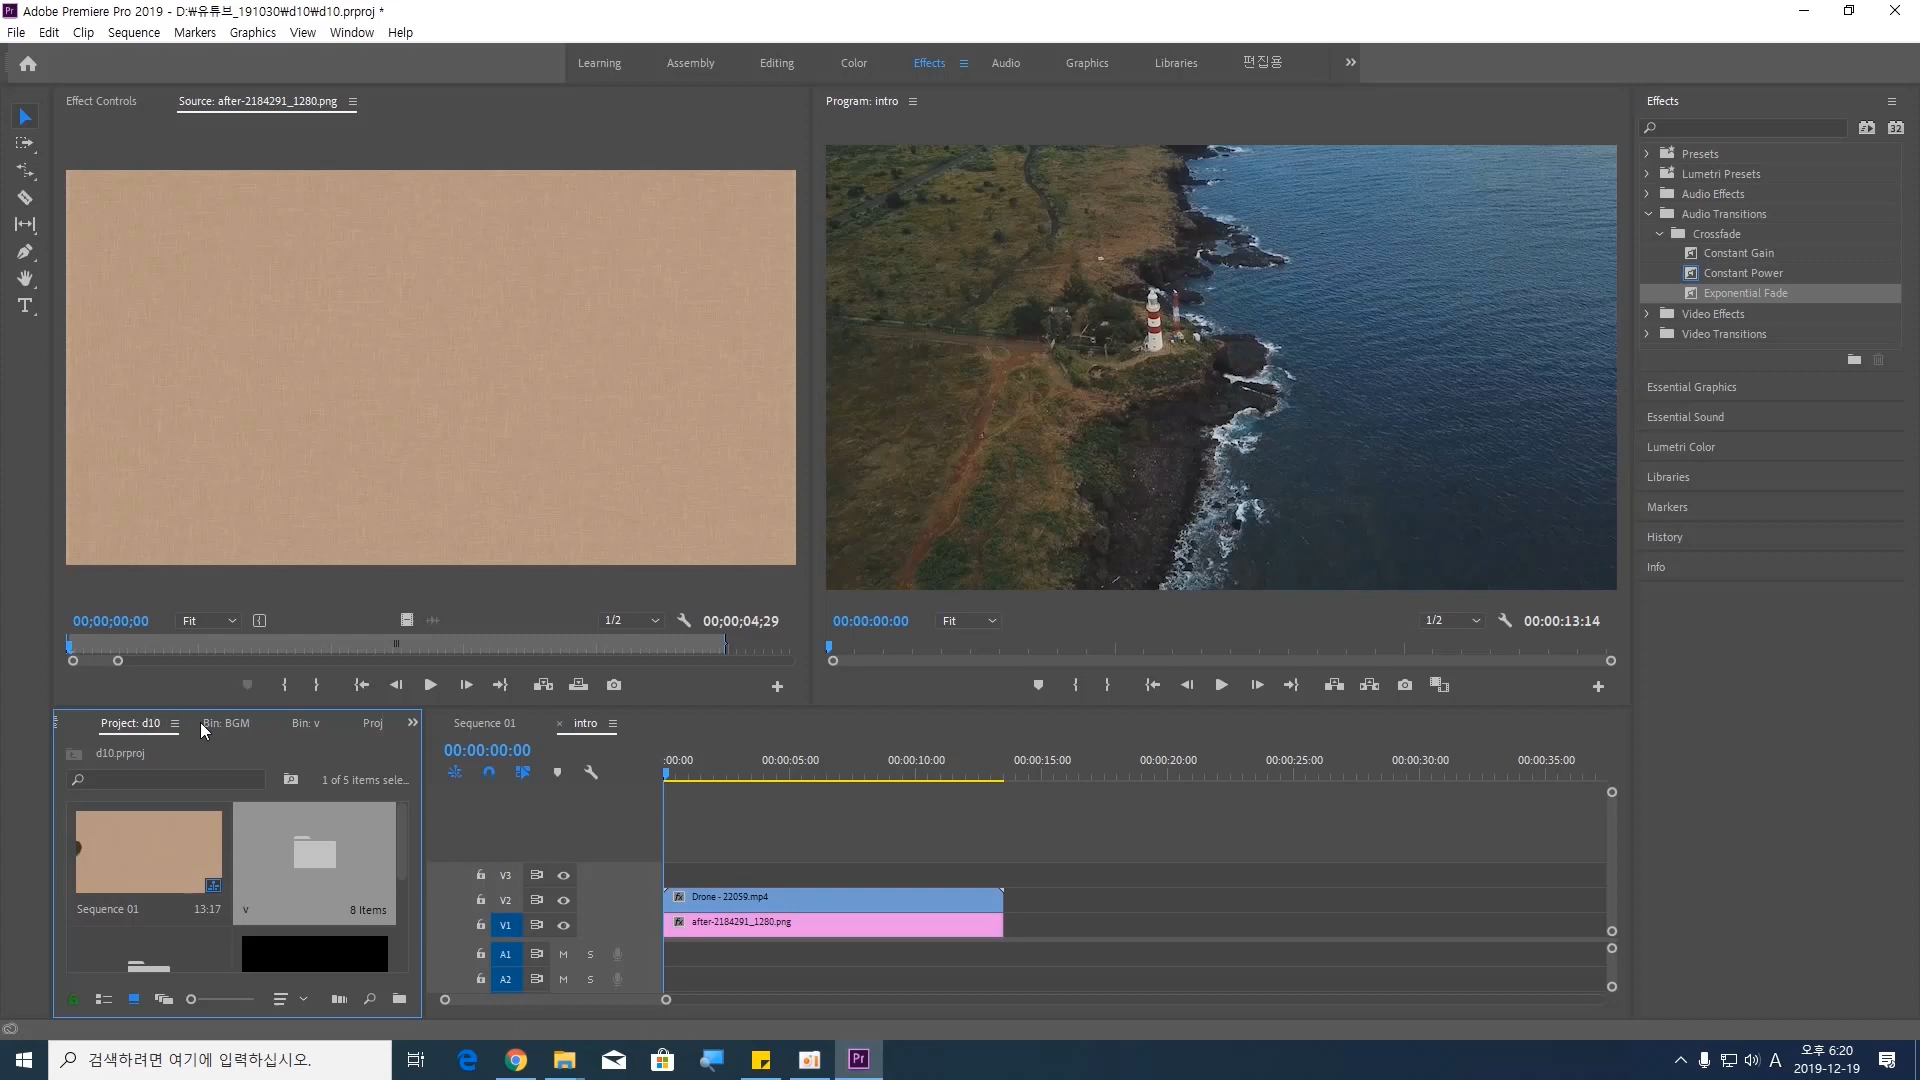 Adobe Premiere Pro 2019 - D:₩유튜브_191030₩d10₩d10.prproj *
File Edit Clip Sequence Markers Graphics View Window Help
Learning Assembly Editing Color Effects Audio Graphics Libraries 편집용
Effect Controls Source: after-2184291_1280.png
Program: intro
Effects
Presets
Lumetri Presets
Audio Effects
Audio Transitions
Crossfade
Constant Gain
Constant Power
Exponential Fade
Video Effects
Video Transitions
Essential Graphics
Essential Sound
Lumetri Color
Libraries
Markers
History
Info
00;00;00;00 Fit 1/2 00;00;04;29
00:00:00:00 Fit 1/2 00:00:13:14
Project: d10 Bin: BGM Bin: v Proj
d10.prproj
1 of 5 items sele...
Sequence 01 13:17
v 8 Items
Sequence 01 × intro
00:00:00:00
:00:00 00:00:05:00 00:00:10:00 00:00:15:00 00:00:20:00 00:00:25:00 00:00:30:00 00:00:35:00
V3
V2 fx Drone - 22059.mp4
V1 fx after-2184291_1280.png
A1 M S
A2 M S
검색하려면 여기에 입력하십시오.
Pr
A
오후 6:20
2019-12-19